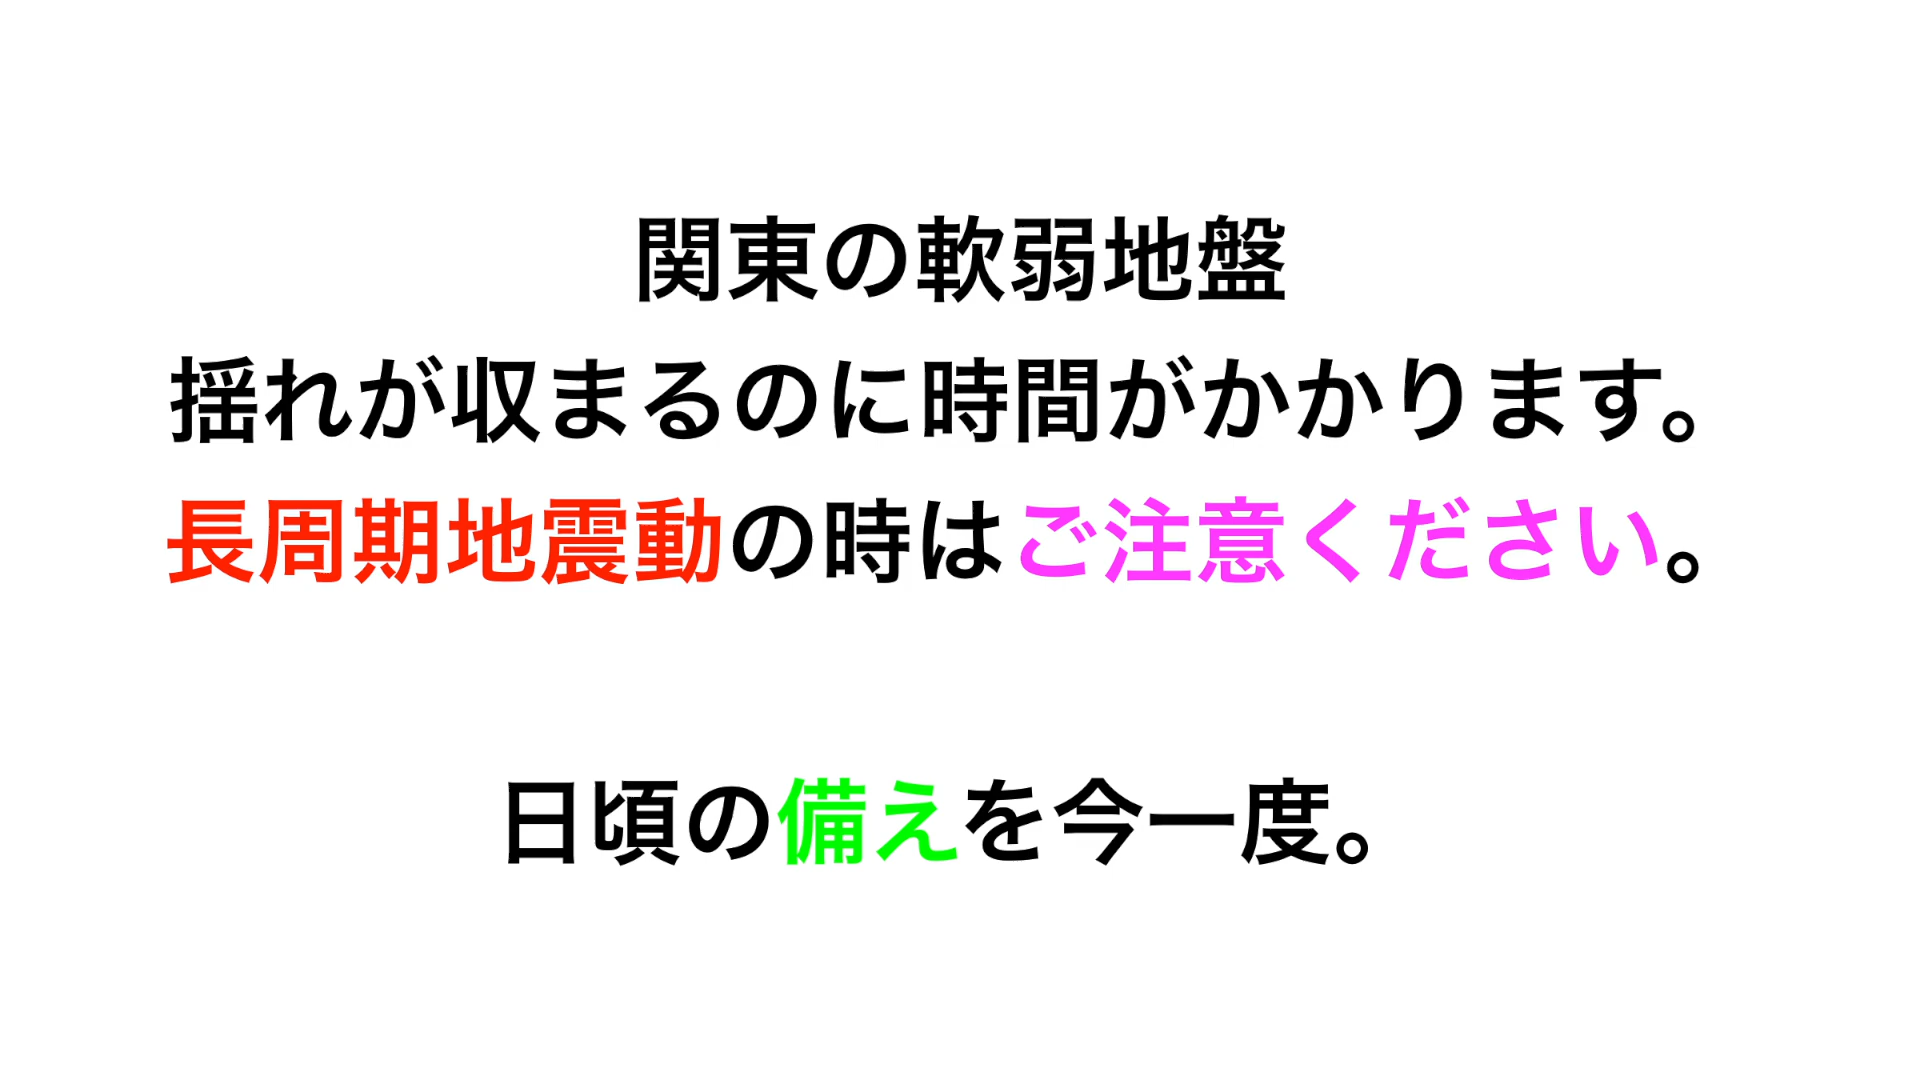 関東の軟弱地盤
揺れが収まるのに時間がかかります。
長周期地震動の時はご注意ください。
日頃の備えを今一度。